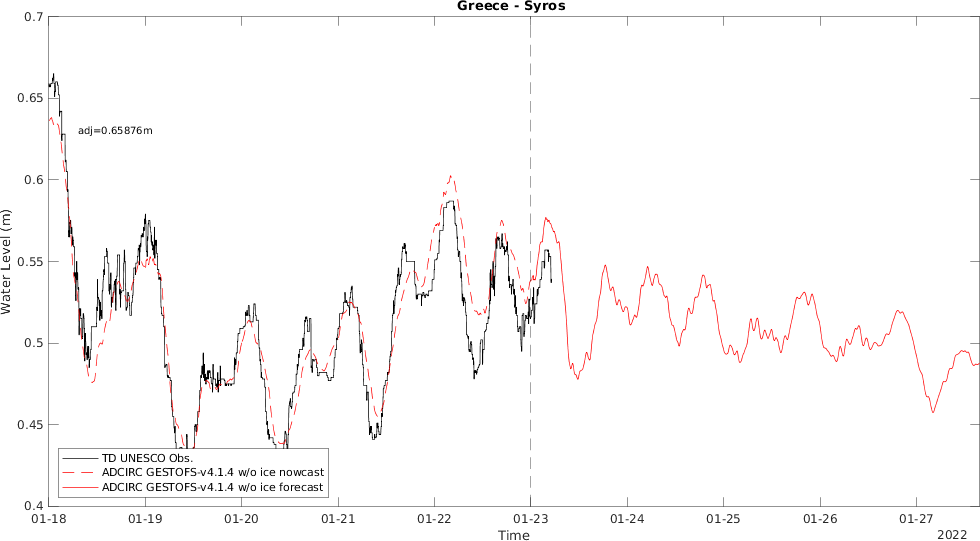 Greece - Syros
0.7
0.65
0.6
0.55
0.5
0.45
0.4
Water Level (m)
adj=0.65876m
TD UNESCO Obs.
ADCIRC GESTOFS-v4.1.4 w/o ice nowcast
ADCIRC GESTOFS-v4.1.4 w/o ice forecast
01-18 01-19 01-20 01-21 01-22 01-23 01-24 01-25 01-26 01-27
Time
2022